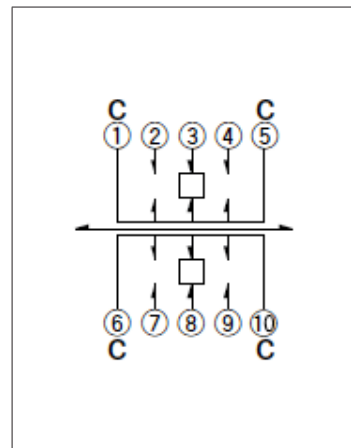 C C
① ② ③ ④ ⑤
⑥ ⑦ ⑧ ⑨ ⑩
C C